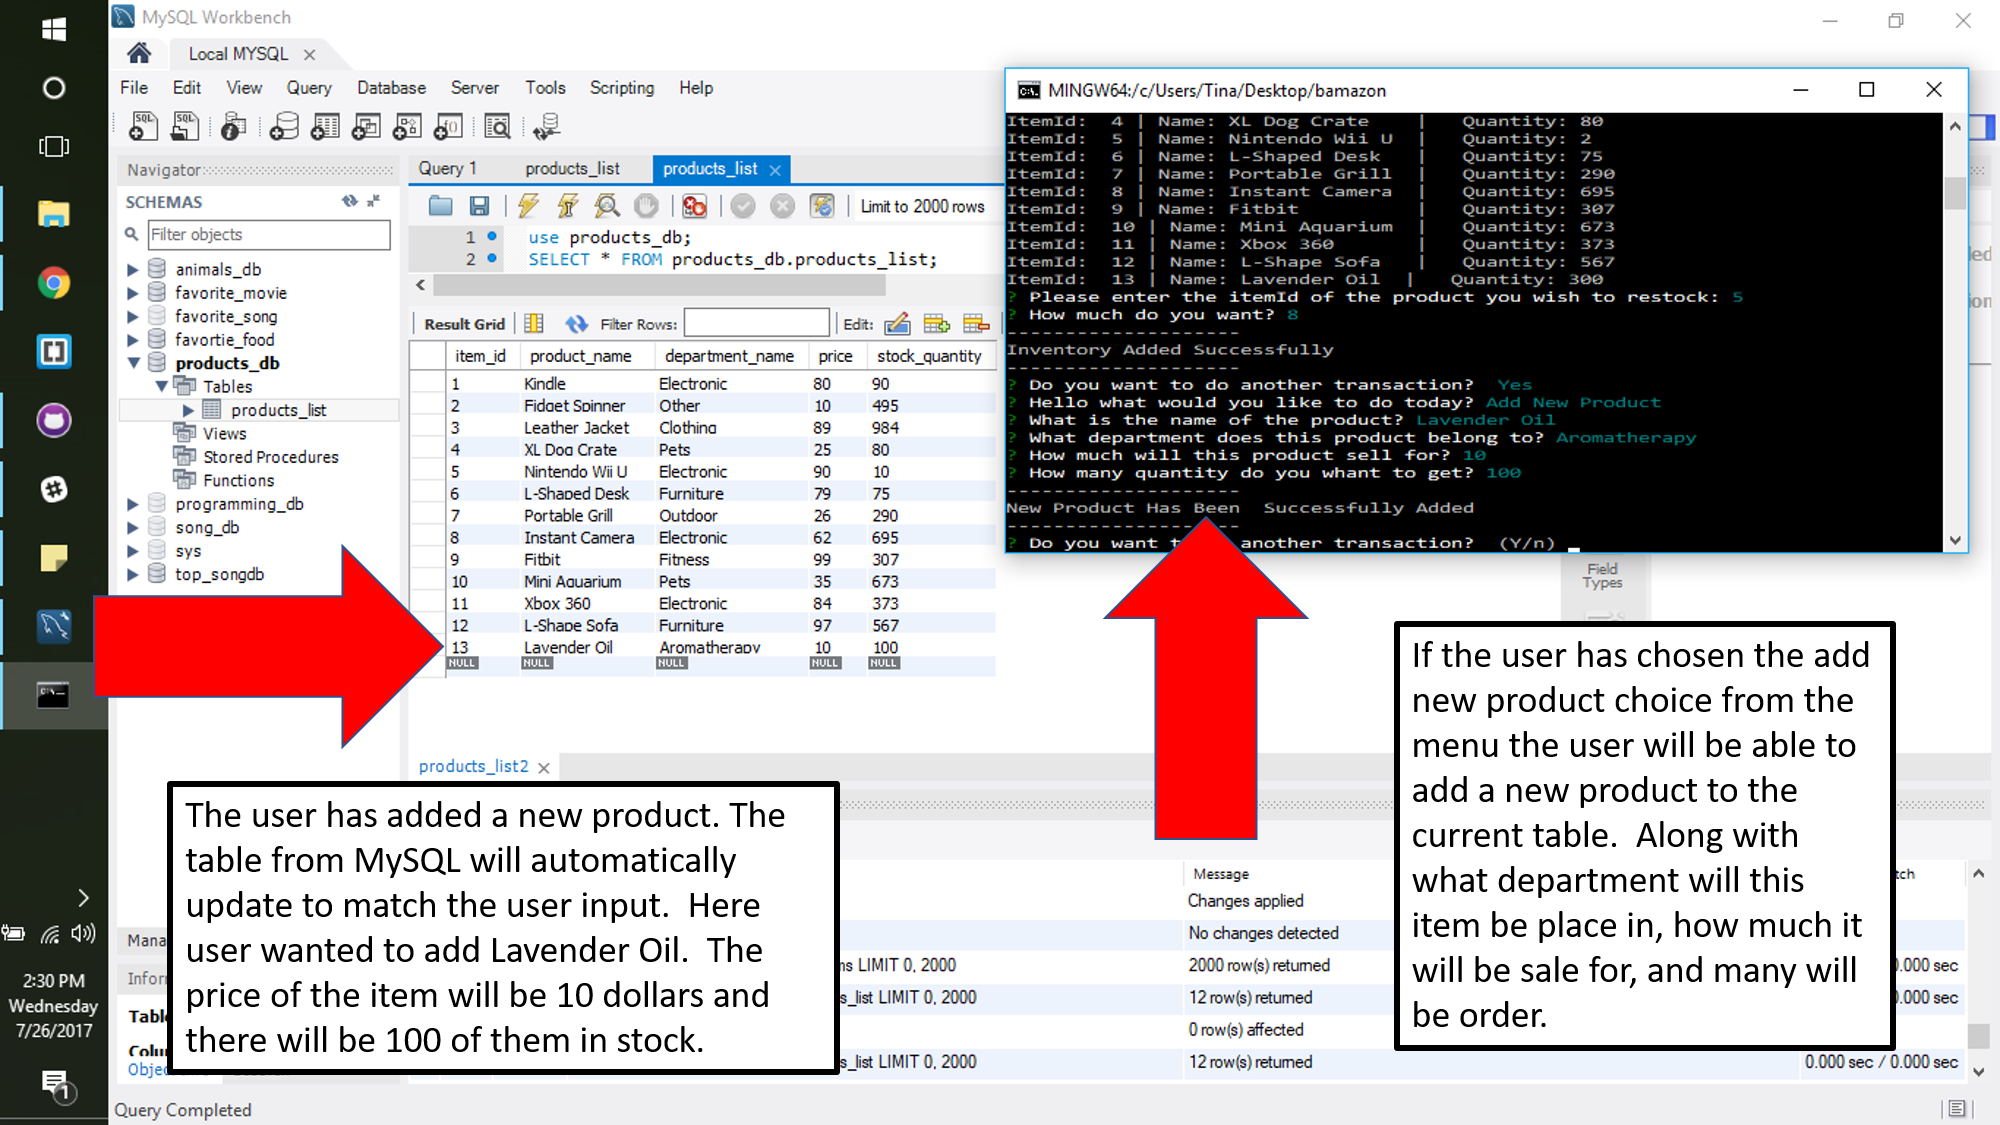 MySQL Workbench
Local MYSQL
File Edit View Query Database Server Tools Scripting Help
Navigator
SCHEMAS
Filter objects
animals_db
favorite_movie
favorite_song
favortie_food
products_db
Tables
products_list
Views
Stored Procedures
Functions
programming_db
song_db
sys
top_songdb
Query 1 products_list products_list
Limit to 2000 rows
1 use products_db;
2 SELECT * FROM products_db.products_list;
Result Grid Filter Rows: Edit:
item_id product_name department_name price stock_quantity
1 Kindle Electronic 80 90
2 Fidget Spinner Other 10 495
3 Leather Jacket Clothing 89 984
4 XL Dog Crate Pets 25 80
5 Nintendo Wii U Electronic 90 10
6 L-Shaped Desk Furniture 79 75
7 Portable Grill Outdoor 26 290
8 Instant Camera Electronic 62 695
9 Fitbit Fitness 99 307
10 Mini Aquarium Pets 35 673
11 Xbox 360 Electronic 84 373
12 L-Shape Sofa Furniture 97 567
13 Lavender Oil Aromatherapy 10 100
NULL NULL NULL NULL NULL
MINGW64:/c/Users/Tina/Desktop/bamazon
ItemId: 4 | Name: XL Dog Crate | Quantity: 80
ItemId: 5 | Name: Nintendo Wii U | Quantity: 2
ItemId: 6 | Name: L-Shaped Desk | Quantity: 75
ItemId: 7 | Name: Portable Grill | Quantity: 290
ItemId: 8 | Name: Instant Camera | Quantity: 695
ItemId: 9 | Name: Fitbit | Quantity: 307
ItemId: 10 | Name: Mini Aquarium | Quantity: 673
ItemId: 11 | Name: Xbox 360 | Quantity: 373
ItemId: 12 | Name: L-Shape Sofa | Quantity: 567
ItemId: 13 | Name: Lavender Oil | Quantity: 300
? Please enter the itemId of the product you wish to restock: 5
? How much do you want? 8
--------------------
Inventory Added Successfully
--------------------
? Do you want to do another transaction? Yes
? Hello what would you like to do today? Add New Product
? What is the name of the product? Lavender Oil
? What department does this product belong to? Aromatherapy
? How much will this product sell for? 10
? How many quantity do you whant to get? 100
--------------------
New Product Has Been Successfully Added
--------------------
? Do you want t another transaction? (Y/n)
Field
Types
products_list2
The user has added a new product. The
table from MySQL will automatically
update to match the user input. Here
user wanted to add Lavender Oil. The
price of the item will be 10 dollars and
there will be 100 of them in stock.
If the user has chosen the add
new product choice from the
menu the user will be able to
add a new product to the
current table. Along with
what department will this
item be place in, how much it
will be sale for, and many will
be order.
Message
Changes applied
No changes detected
LIMIT 0, 2000 2000 row(s) returned 0.000 sec
s_list LIMIT 0, 2000 12 row(s) returned 0.000 sec
0 row(s) affected
s_list LIMIT 0, 2000 12 row(s) returned 0.000 sec / 0.000 sec
Mana
Infor
Tabl
Colu
Objec
Query Completed
2:30 PM
Wednesday
7/26/2017
1